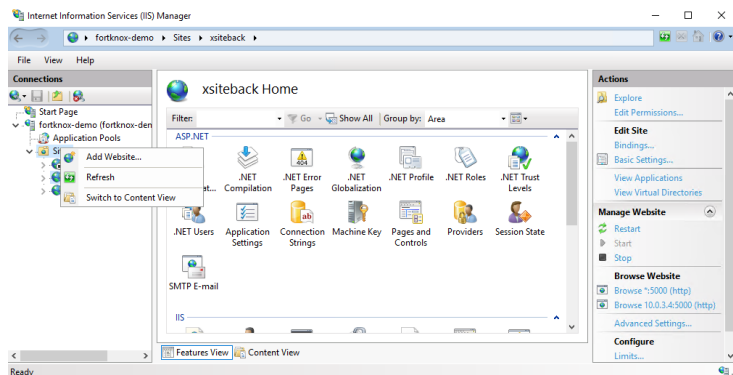 Internet Information Services (IIS) Manager
fortknox-demo Sites xsiteback
File View Help
Connections
Start Page
fortknox-demo (fortknox-den
Application Pools
Add Website...
Refresh
Switch to Content View
xsiteback Home
Filter: Go Show All Group by: Area
ASP.NET
.NET Compilation
.NET Error Pages
.NET Globalization
.NET Profile
.NET Roles
.NET Trust Levels
.NET Users
Application Settings
Connection Strings
Machine Key
Pages and Controls
Providers
Session State
SMTP E-mail
IIS
Features View Content View
Actions
Explore
Edit Permissions...
Edit Site
Bindings...
Basic Settings...
View Applications
View Virtual Directories
Manage Website
Restart
Start
Stop
Browse Website
Browse *:5000 (http)
Browse 10.0.3.4:5000 (http)
Advanced Settings...
Configure
Limits...
Ready